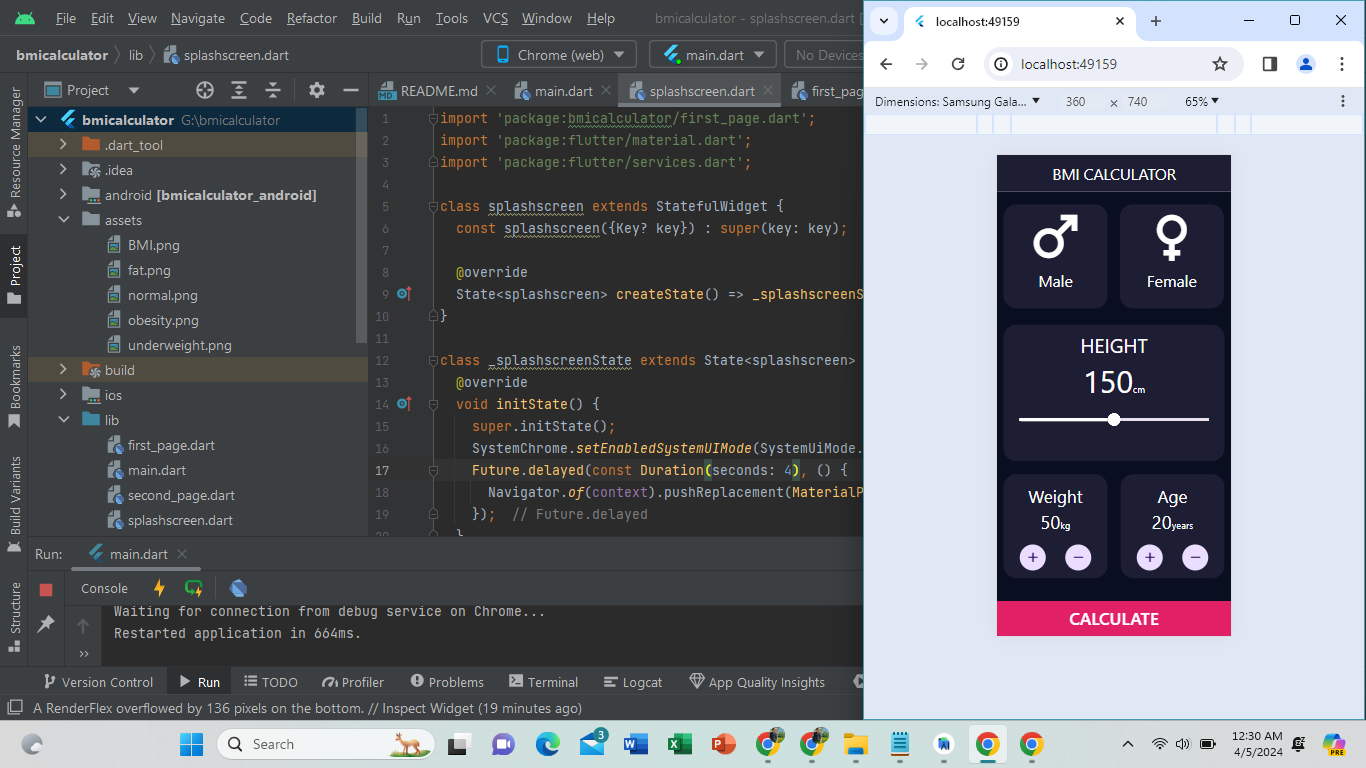 File Edit View Navigate Code Refactor Build Run Tools VCS Window Help bmicalculator - splashscreen.dart [
bmicalculator lib splashscreen.dart Chrome (web) main.dart No Devices
Project README.md main.dart splashscreen.dart first_pag
Resource Manager
Project
Bookmarks
Build Variants
Structure
bmicalculator G:\bmicalculator
.dart_tool
.idea
android [bmicalculator_android]
assets
BMI.png
fat.png
normal.png
obesity.png
underweight.png
build
ios
lib
first_page.dart
main.dart
second_page.dart
splashscreen.dart
1 import 'package:bmicalculator/first_page.dart';
2 import 'package:flutter/material.dart';
3 import 'package:flutter/services.dart';
4
5 class splashscreen extends StatefulWidget {
6 const splashscreen({Key? key}) : super(key: key);
7
8 @override
9 State<splashscreen> createState() => _splashscreenS
10 }
11
12 class _splashscreenState extends State<splashscreen>
13 @override
14 void initState() {
15 super.initState();
16 SystemChrome.setEnabledSystemUIMode(SystemUiMode.
17 Future.delayed(const Duration(seconds: 4), () {
18 Navigator.of(context).pushReplacement(MaterialP
19 }); // Future.delayed
20 }
Run: main.dart
Console
Waiting for connection from debug service on Chrome...
Restarted application in 664ms.
Version Control Run TODO Profiler Problems Terminal Logcat App Quality Insights
A RenderFlex overflowed by 136 pixels on the bottom. // Inspect Widget (19 minutes ago)
localhost:49159
localhost:49159
Dimensions: Samsung Gala... 360 × 740 65%
BMI CALCULATOR
Male Female
HEIGHT
150cm
Weight Age
50kg 20years
+ − + −
CALCULATE
Search 3 12:30 AM
4/5/2024 PRE